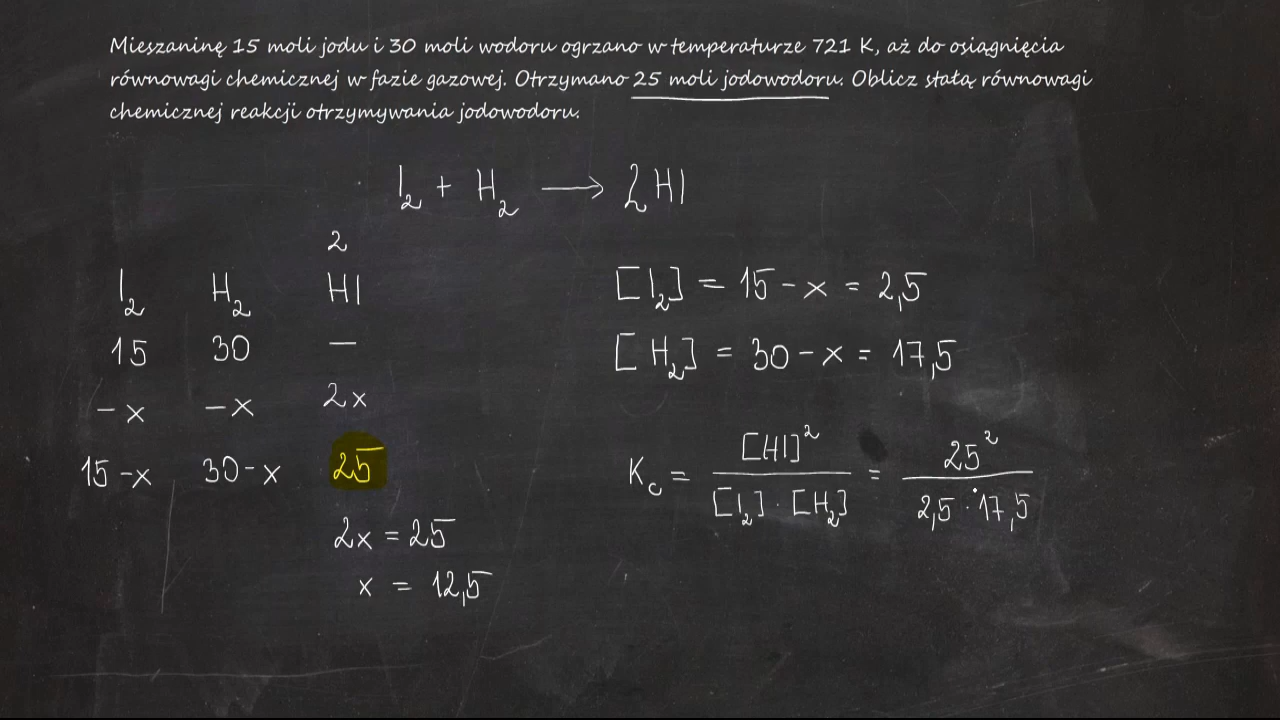 Mieszaninę 15 moli jodu i 30 moli wodoru ogrzano w temperaturze 721 K, aż do osiągnięcia
równowagi chemicznej w fazie gazowej. Otrzymano 25 moli jodowodoru. Oblicz stałą równowagi
chemicznej reakcji otrzymywania jodowodoru.
I₂ + H₂ → 2HI
2
I₂ H₂ HI
15 30 —
-x -x 2x
15-x 30-x 25
2x = 25
x = 12,5
[I₂] = 15 - x = 2,5
[H₂] = 30 - x = 17,5
K_c = [HI]² / [I₂] · [H₂] = 25² / 2,5 · 17,5